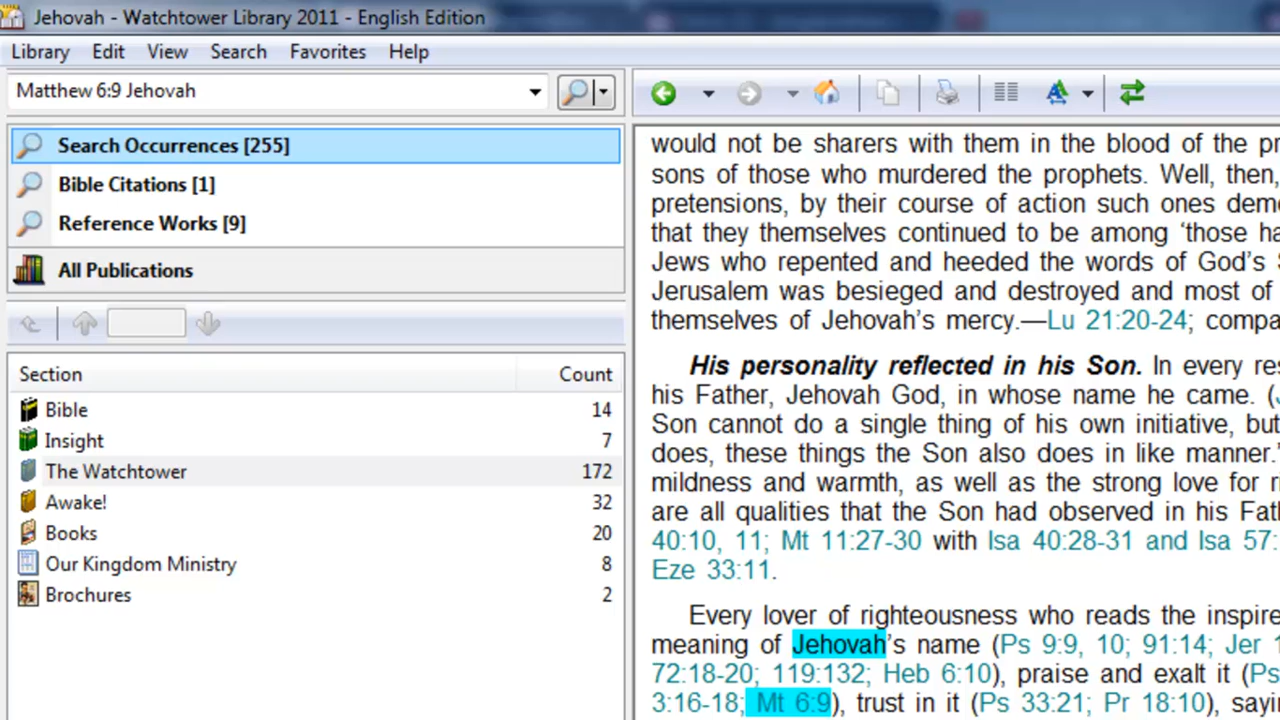 Jehovah - Watchtower Library 2011 - English Edition
Library Edit View Search Favorites Help
Matthew 6:9 Jehovah
Search Occurrences [255]
Bible Citations [1]
Reference Works [9]
All Publications
Section Count
Bible 14
Insight 7
The Watchtower 172
Awake! 32
Books 20
Our Kingdom Ministry 8
Brochures 2
would not be sharers with them in the blood of the
sons of those who murdered the prophets. Well, then,
pretensions, by their course of action such ones
that they themselves continued to be among ‘those
Jews who repented and heeded the words of God’s
Jerusalem was besieged and destroyed and most of
themselves of Jehovah’s mercy.—Lu 21:20-24;
His personality reflected in his Son. In every
his Father, Jehovah God, in whose name he came.
Son cannot do a single thing of his own initiative, but
does, these things the Son also does in like manner.’
mildness and warmth, as well as the strong love for
are all qualities that the Son had observed in his
40:10, 11; Mt 11:27-30 with Isa 40:28-31 and Isa 57:
Eze 33:11.
Every lover of righteousness who reads the
meaning of Jehovah’s name (Ps 9:9, 10; 91:14; Jer
72:18-20; 119:132; Heb 6:10), praise and exalt it (Ps
3:16-18; Mt 6:9), trust in it (Ps 33:21; Pr 18:10),